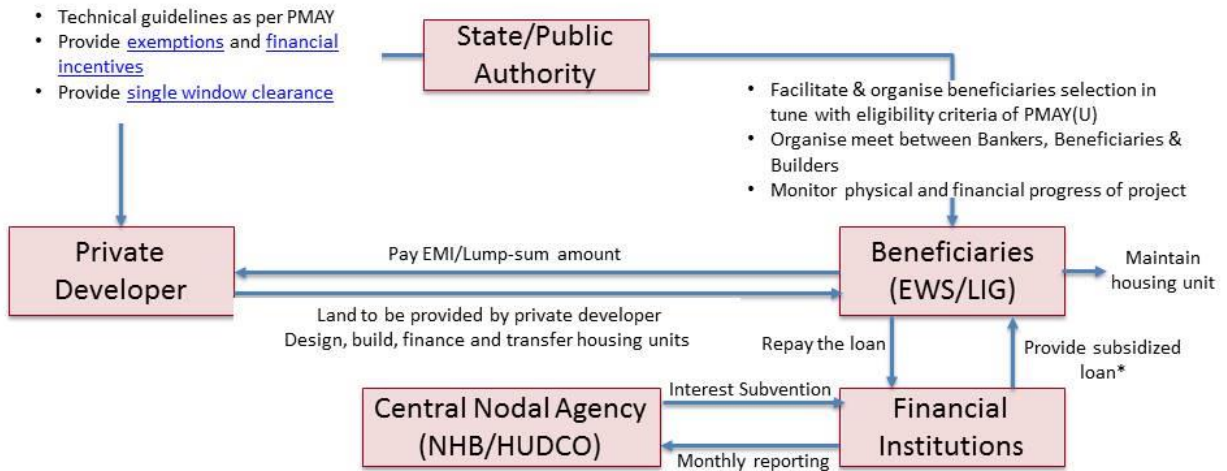 • Technical guidelines as per PMAY
• Provide exemptions and financial
incentives
• Provide single window clearance
State/Public
Authority
• Facilitate & organise beneficiaries selection in
tune with eligibility criteria of PMAY(U)
• Organise meet between Bankers, Beneficiaries &
Builders
• Monitor physical and financial progress of project
Private
Developer
Pay EMI/Lump-sum amount
Land to be provided by private developer
Design, build, finance and transfer housing units
Beneficiaries
(EWS/LIG)
Maintain
housing unit
Repay the loan
Provide subsidized
loan*
Central Nodal Agency
(NHB/HUDCO)
Interest Subvention
Monthly reporting
Financial
Institutions